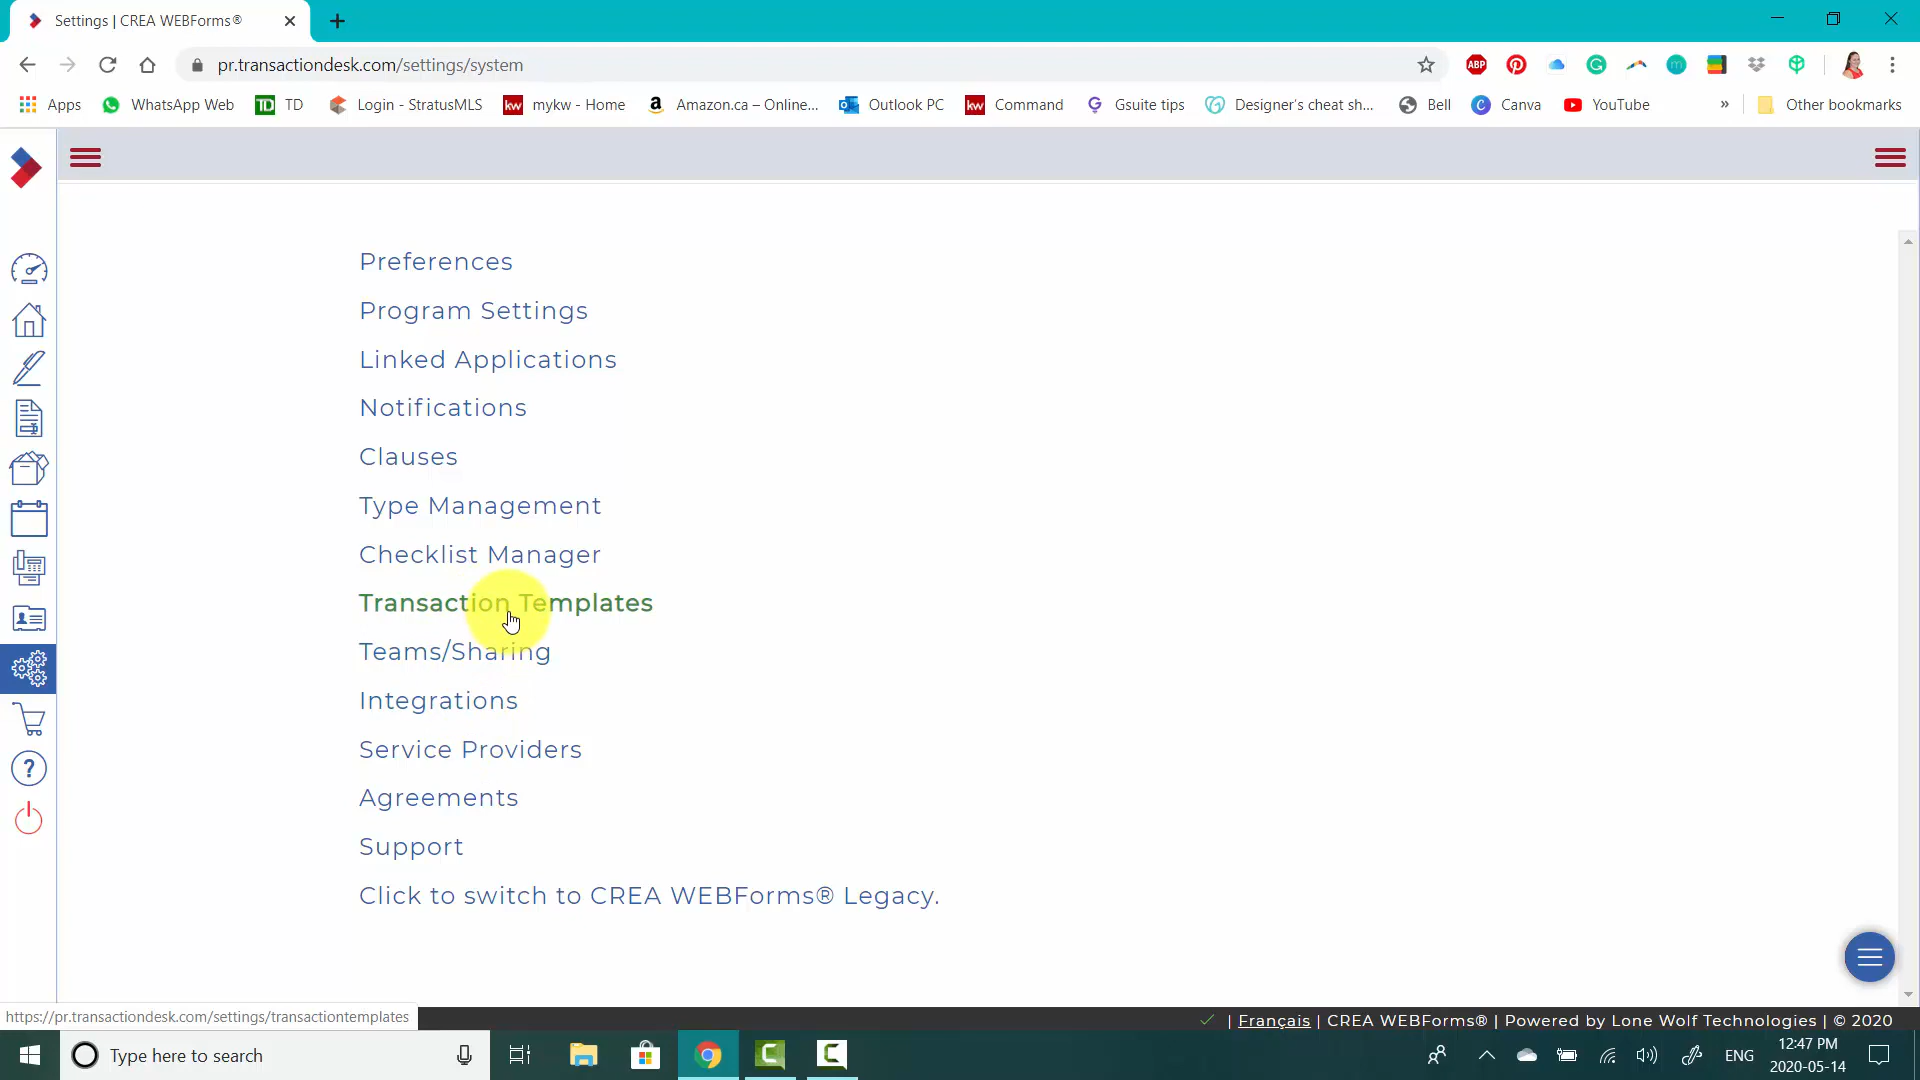 Settings | CREA WEBForms®
pr.transactiondesk.com/settings/system
ABP
Apps WhatsApp Web TD TD Login - StratusMLS kw mykw - Home Amazon.ca – Online... Outlook PC kw Command Gsuite tips Designer's cheat sh... Bell Canva YouTube » Other bookmarks
Preferences
Program Settings
Linked Applications
Notifications
Clauses
Type Management
Checklist Manager
Transaction Templates
Teams/Sharing
Integrations
Service Providers
Agreements
Support
Click to switch to CREA WEBForms® Legacy.
https://pr.transactiondesk.com/settings/transactiontemplates
| Français | CREA WEBForms® | Powered by Lone Wolf Technologies | © 2020
Type here to search
ENG
12:47 PM
2020-05-14